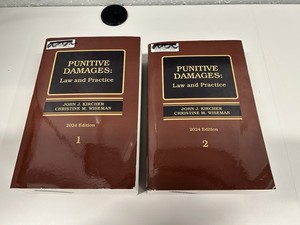 PUNITIVE
DAMAGES:
Law and Practice
JOHN J. KIRCHER
CHRISTINE M. WISEMAN
2024 Edition
1
PUNITIVE
DAMAGES:
Law and Practice
JOHN J. KIRCHER
CHRISTINE M. WISEMAN
2024 Edition
2